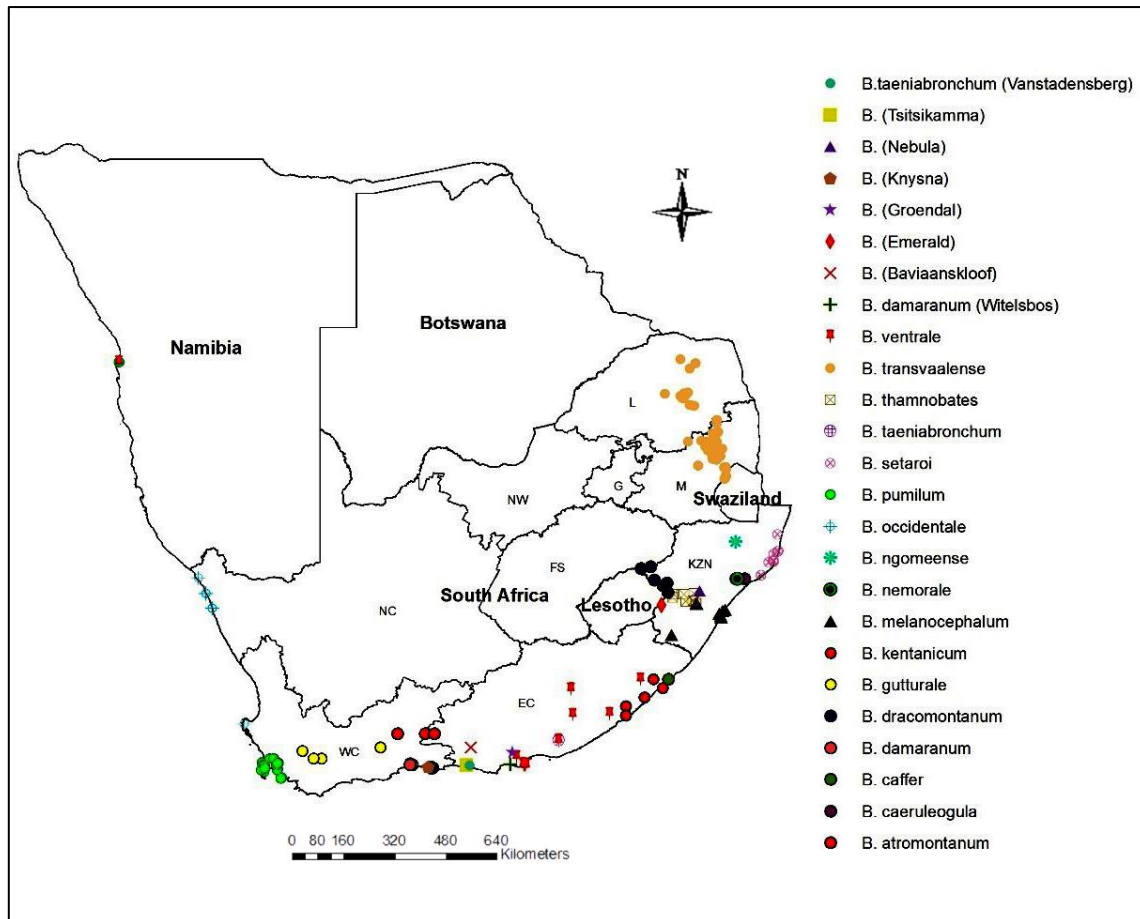 B.taeniabronchum (Vanstadensberg)
B. (Tsitsikamma)
B. (Nebula)
B. (Knysna)
B. (Groendal)
B. (Emerald)
B. (Baviaanskloof)
B. damaranum (Witelsbos)
B. ventrale
B. transvaalense
B. thamnobates
B. taeniabronchum
B. setaroi
B. pumilum
B. occidentale
B. ngomeense
B. nemorale
B. melanocephalum
B. kentanicum
B. gutturale
B. dracomontanum
B. damaranum
B. caffer
B. caeruleogula
B. atromontanum
N
Namibia
Botswana
L
NW
G
M
Swaziland
FS
KZN
NC
South Africa
Lesotho
EC
WC
0 80 160 320 480 640
Kilometers